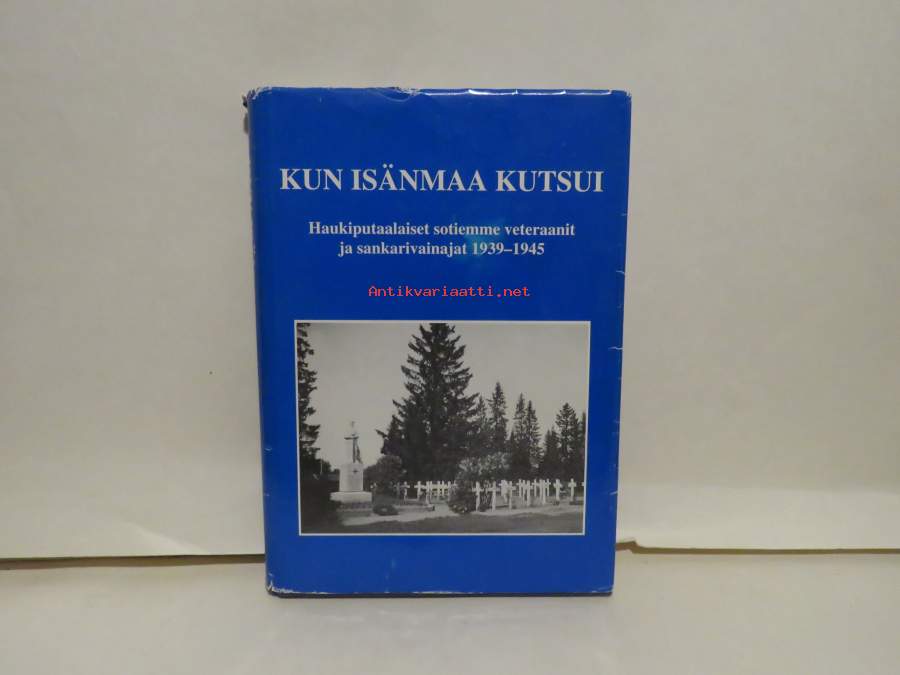 KUN ISÄNMAA KUTSUI
Haukiputaalaiset sotiemme veteraanit
ja sankarivainajat 1939–1945
Antikvariaatti.net